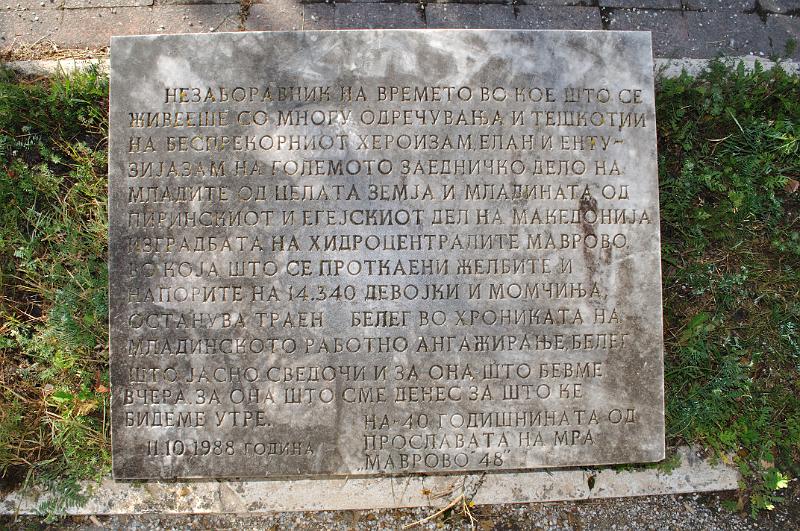 НЕЗАБОРАВНИК НА ВРЕМЕТО ВО КОЕ ШТО СЕ
ЖИВЕЕШЕ СО МНОГУ ОДРЕЧУВАЊА И ТЕШКОТИИ
НА БЕСПРЕКОРНИОТ ХЕРОИЗАМ, ЕЛАН И ЕНТУ-
ЗИЈАЗАМ НА ГОЛЕМОТО ЗАЕДНИЧКО ДЕЛО НА
МЛАДИТЕ ОД ЦЕЛАТА ЗЕМЈА И МЛАДИНАТА ОД
ПИРИНСКИОТ И ЕГЕЈСКИОТ ДЕЛ НА МАКЕДОНИЈА
ИЗГРАДБАТА НА ХИДРОЦЕНТРАЛИТЕ МАВРОВО,
ВО КОЈА ШТО СЕ ПРОТКАЕНИ ЖЕЛБИТЕ И
НАПОРИТЕ НА 14.340 ДЕВОЈКИ И МОМЧИЊА,
ОСТАНУВА ТРАЕН БЕЛЕГ ВО ХРОНИКАТА НА
МЛАДИНСКОТО РАБОТНО АНГАЖИРАЊЕ, БЕЛЕГ
ШТО ЈАСНО СВЕДОЧИ И ЗА ОНА, ШТО БЕВМЕ
ВЧЕРА, ЗА ОНА ШТО СМЕ ДЕНЕС ЗА ШТО ЌЕ
БИДЕМЕ УТРЕ.
НА 40 ГОДИШНИНАТА ОД
11.10.1988 ГОДИНА
ПРОСЛАВАТА НА МРА
„МАВРОВО 48"